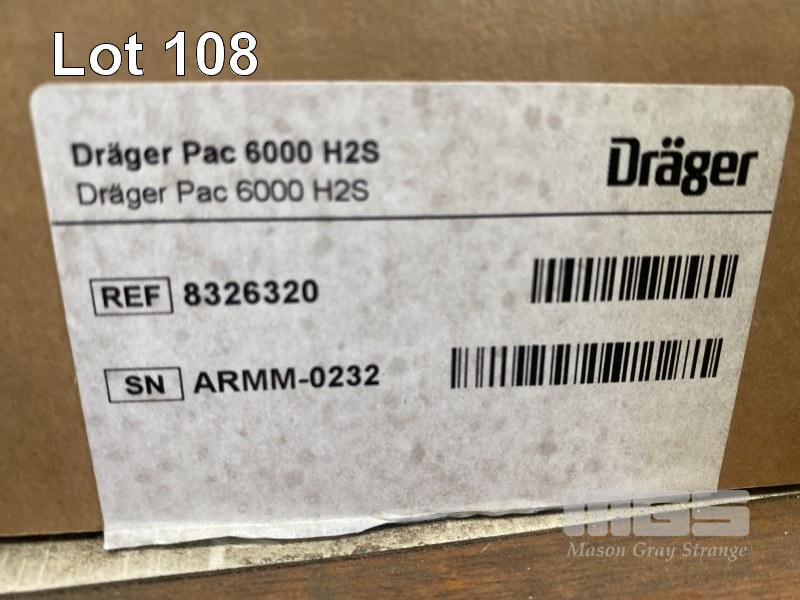 Lot 108
Dräger Pac 6000 H2S
Dräger Pac 6000 H2S
Dräger
REF 8326320
SN ARMM-0232
MGS
Mason Gray Strange